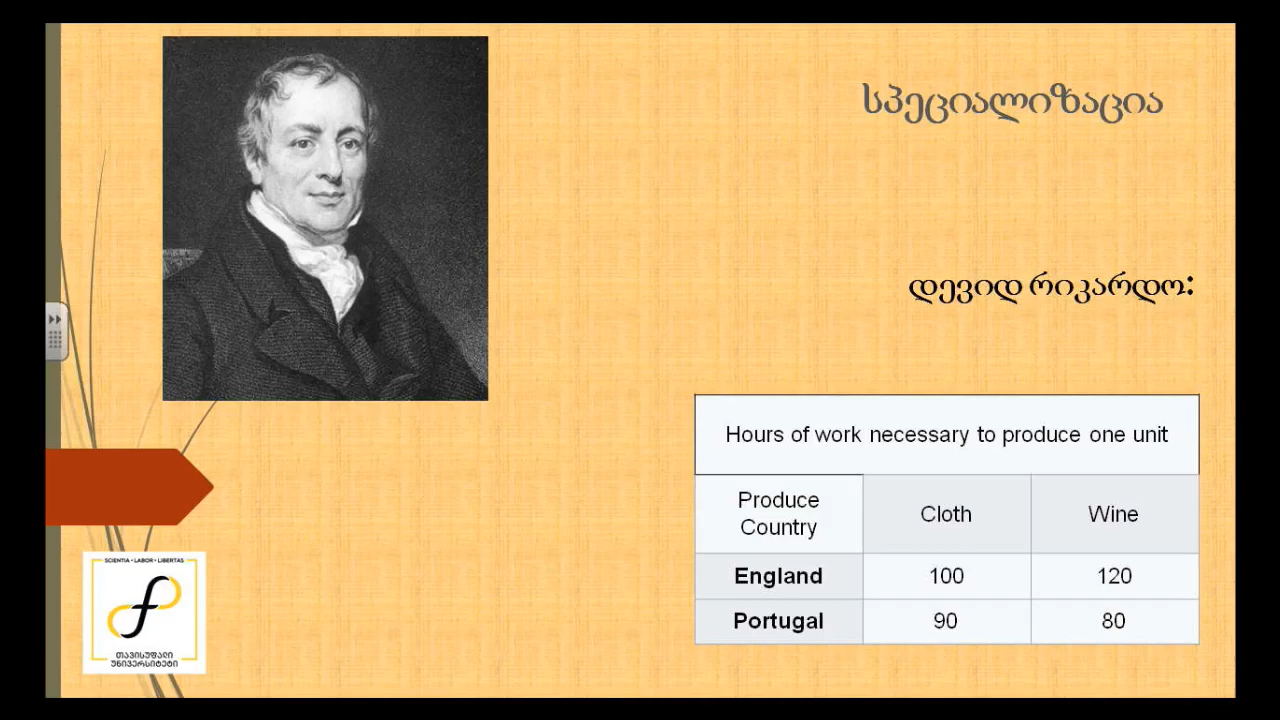 სპეციალიზაცია
დევიდ რიკარდო:
Hours of work necessary to produce one unit
Produce
Country
Cloth
Wine
England
100
120
Portugal
90
80
SCIENTIA • LABOR • LIBERTAS
თავისუფალი
უნივერსიტეტი